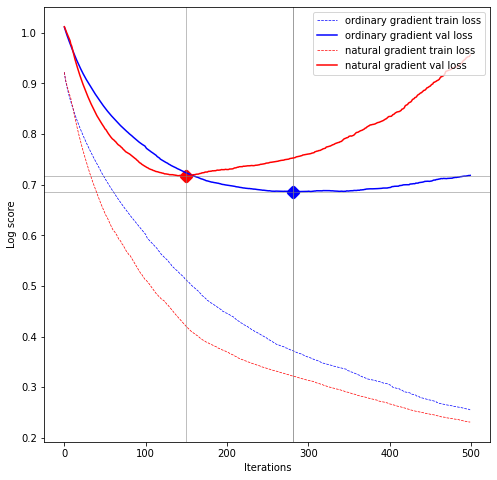 ordinary gradient train loss
ordinary gradient val loss
natural gradient train loss
natural gradient val loss
1.0
0.9
0.8
0.7
0.6
0.5
0.4
0.3
0.2
Log score
0 100 200 300 400 500
Iterations